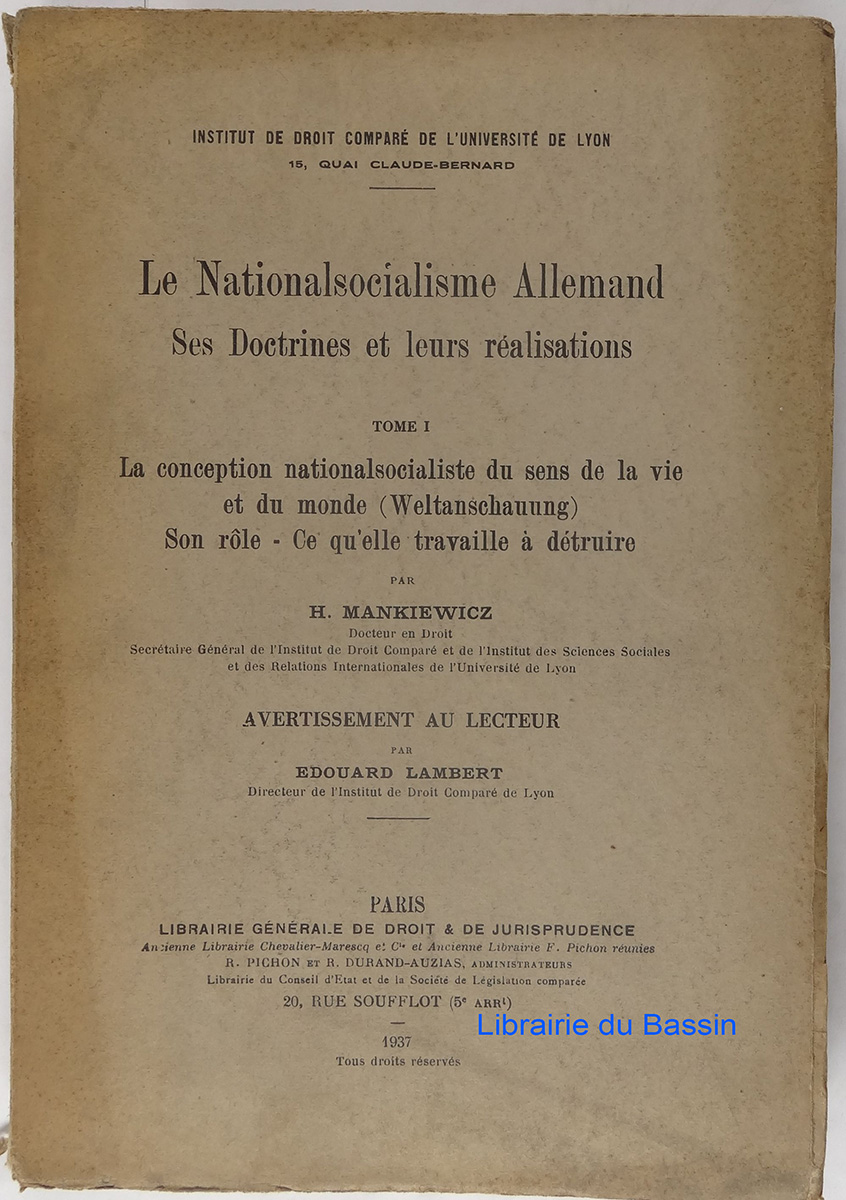 INSTITUT DE DROIT COMPARÉ DE L'UNIVERSITÉ DE LYON
15, QUAI CLAUDE-BERNARD
Le Nationalsocialisme Allemand
Ses Doctrines et leurs réalisations
TOME I
La conception nationalsocialiste du sens de la vie
et du monde (Weltanschauung)
Son rôle - Ce qu'elle travaille à détruire
PAR
H. MANKIEWICZ
Docteur en Droit
Secrétaire Général de l'Institut de Droit Comparé et de l'Institut des Sciences Sociales
et des Relations Internationales de l'Université de Lyon
AVERTISSEMENT AU LECTEUR
PAR
EDOUARD LAMBERT
Directeur de l'Institut de Droit Comparé de Lyon
PARIS
LIBRAIRIE GÉNÉRALE DE DROIT & DE JURISPRUDENCE
Ancienne Librairie Chevalier-Marescq et Cie et Ancienne Librairie F. Pichon réunies
R. PICHON ET R. DURAND-AUZIAS, ADMINISTRATEURS
Librairie du Conseil d'Etat et de la Société de Législation comparée
20, RUE SOUFFLOT (5e ARRt)
Librairie du Bassin
1937
Tous droits réservés